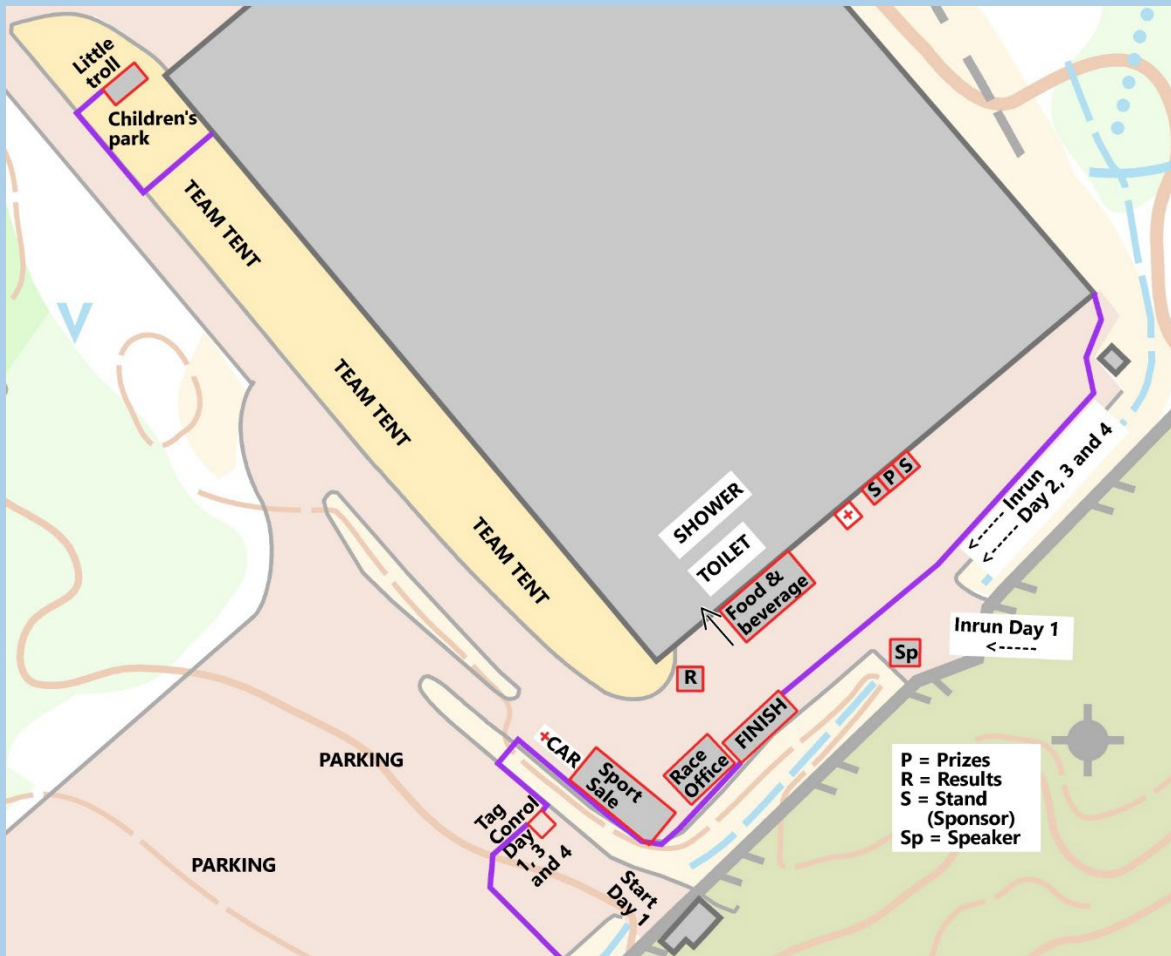 Little
troll
Children's
park
TEAM TENT
TEAM TENT
TEAM TENT
SHOWER
TOILET
Food &
beverage
+
S P S
<----- Inrun
<----- Day 2, 3 and 4
Inrun Day 1
<-----
Sp
R
FINISH
Race
Office
+CAR
Sport
Sale
PARKING
PARKING
Tag
Conrol
Day
1, 3
and 4
Start
Day 1
P = Prizes
R = Results
S = Stand
(Sponsor)
Sp = Speaker